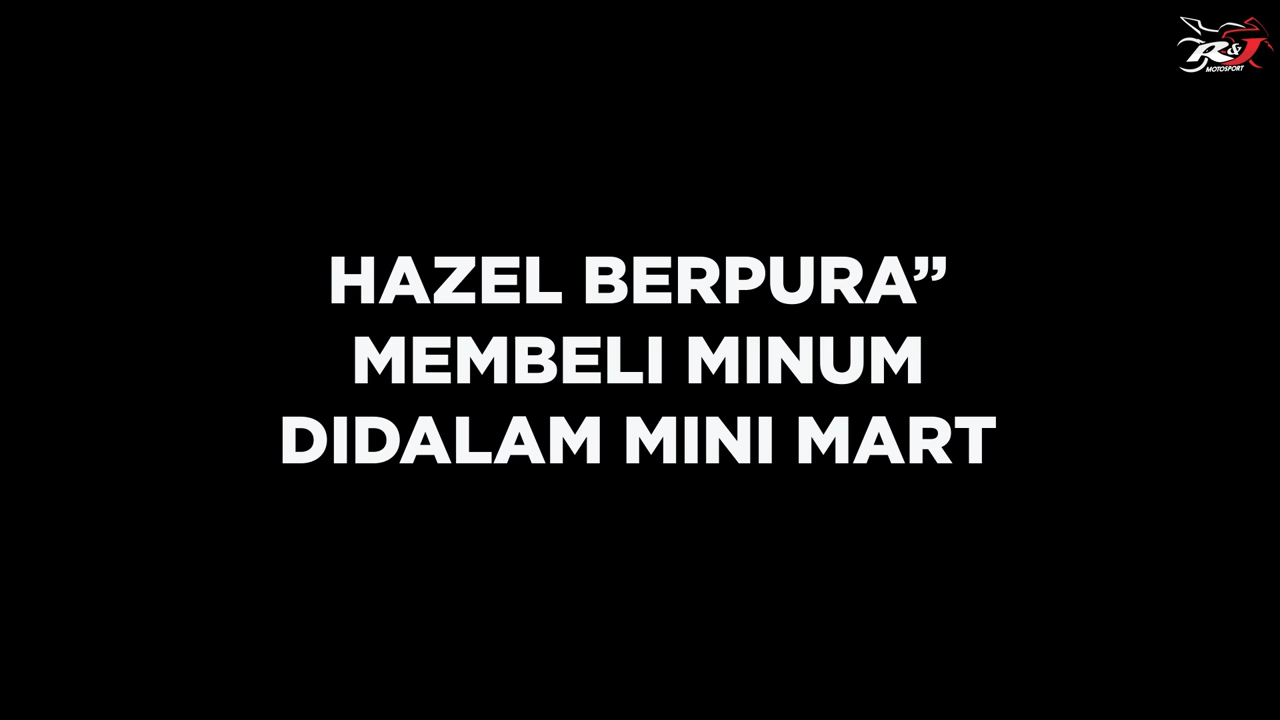 R&J
MOTOSPORT
HAZEL BERPURA”
MEMBELI MINUM
DIDALAM MINI MART